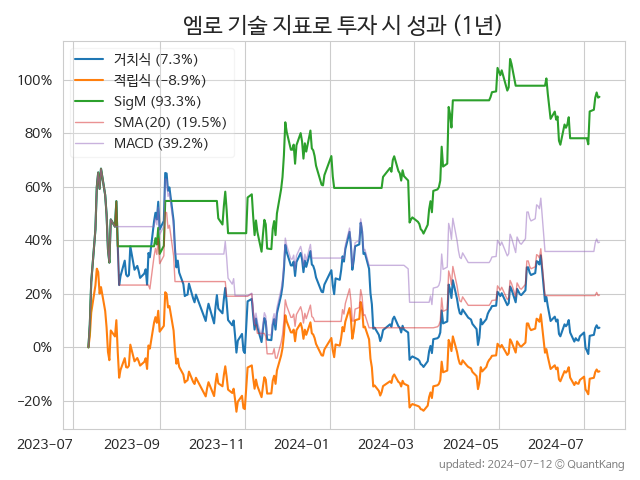 엠로 기술 지표로 투자 시 성과 (1년)
거치식 (7.3%)
적립식 (−8.9%)
SigM (93.3%)
SMA(20) (19.5%)
MACD (39.2%)
100%
80%
60%
40%
20%
0%
−20%
2023-07
2023-09
2023-11
2024-01
2024-03
2024-05
2024-07
updated: 2024-07-12 © QuantKang